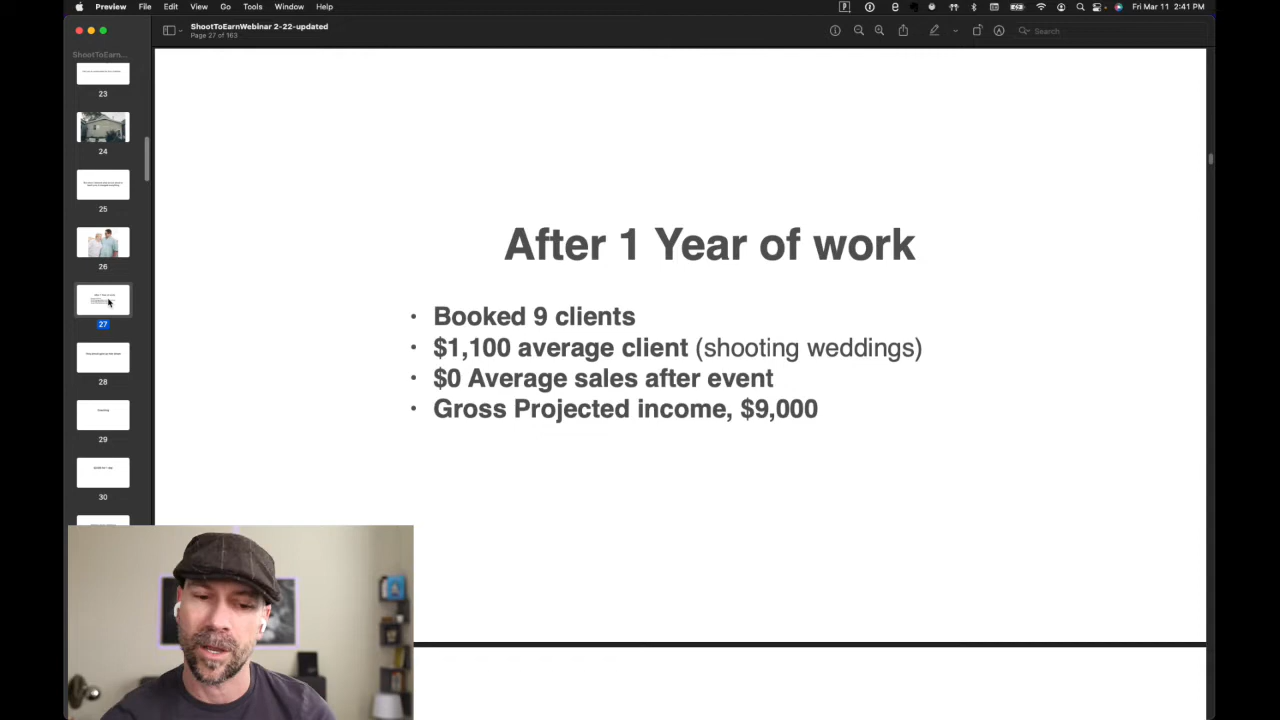 Preview File Edit View Go Tools Window Help
Fri Mar 11 2:41 PM
ShootToEarnWebinar 2-22-updated
Page 27 of 163
Search
ShootToEarn...
23
24
25
26
27
28
29
30
After 1 Year of work
• Booked 9 clients
• $1,100 average client (shooting weddings)
• $0 Average sales after event
• Gross Projected income, $9,000